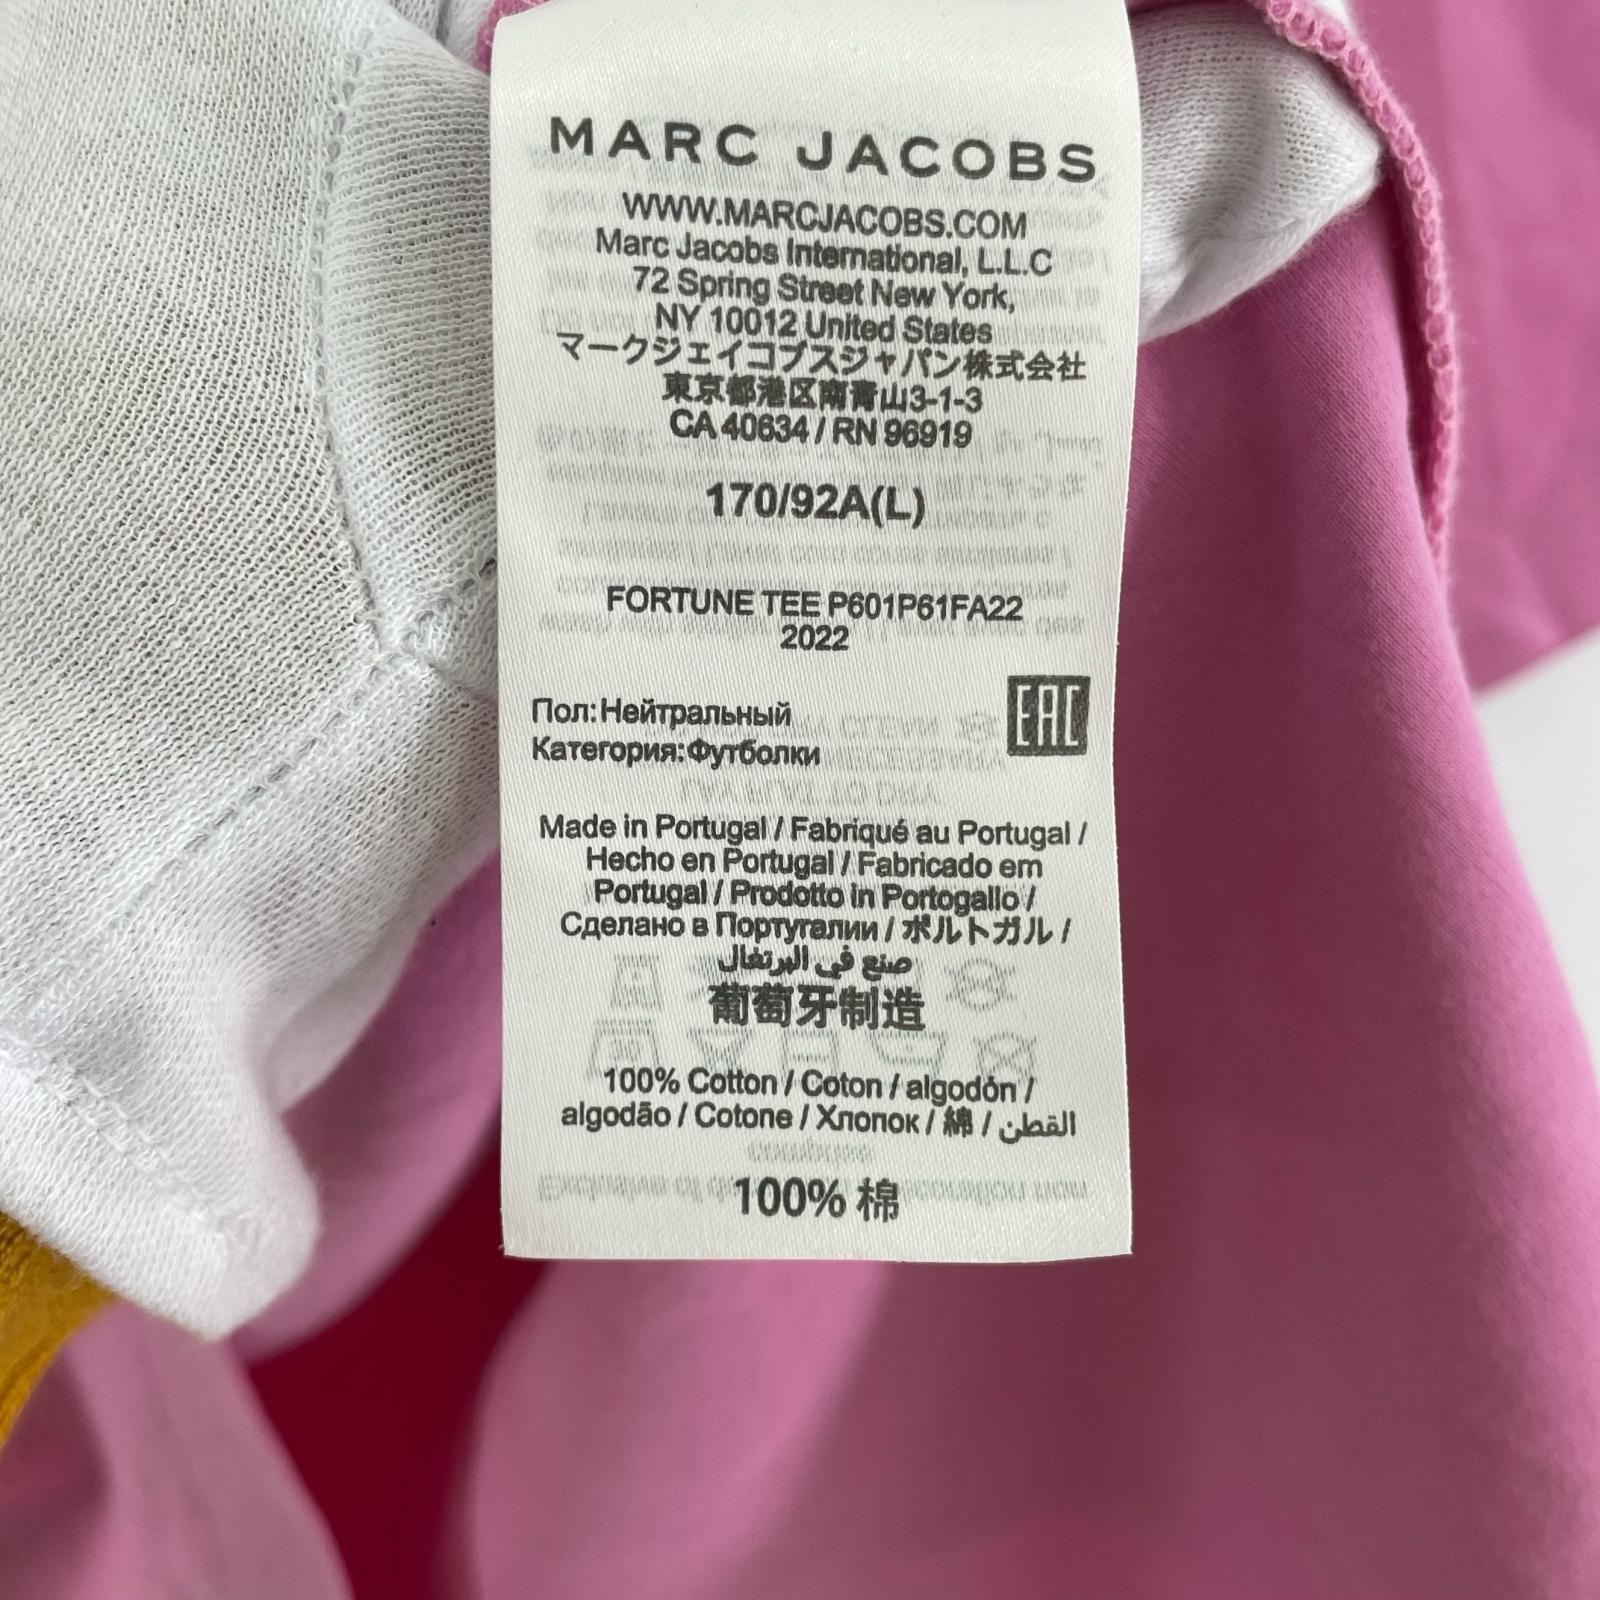 MARC JACOBS
WWW.MARCJACOBS.COM
Marc Jacobs International, L.L.C
72 Spring Street New York,
NY 10012 United States
マークジェイコブスジャパン株式会社
東京都港区南青山3-1-3
CA 40634 / RN 96919
170/92A(L)
FORTUNE TEE P601P61FA22
2022
Пол:Нейтральный
Категория:Футболки
EAC
Made in Portugal / Fabriqué au Portugal /
Hecho en Portugal / Fabricado em
Portugal / Prodotto in Portogallo /
Сделано в Португалии / ポルトガル /
صنع في البرتغال
葡萄牙制造
100% Cotton / Coton / algodón /
algodão / Cotone / Хлопок / 綿 / القطن
100% 棉